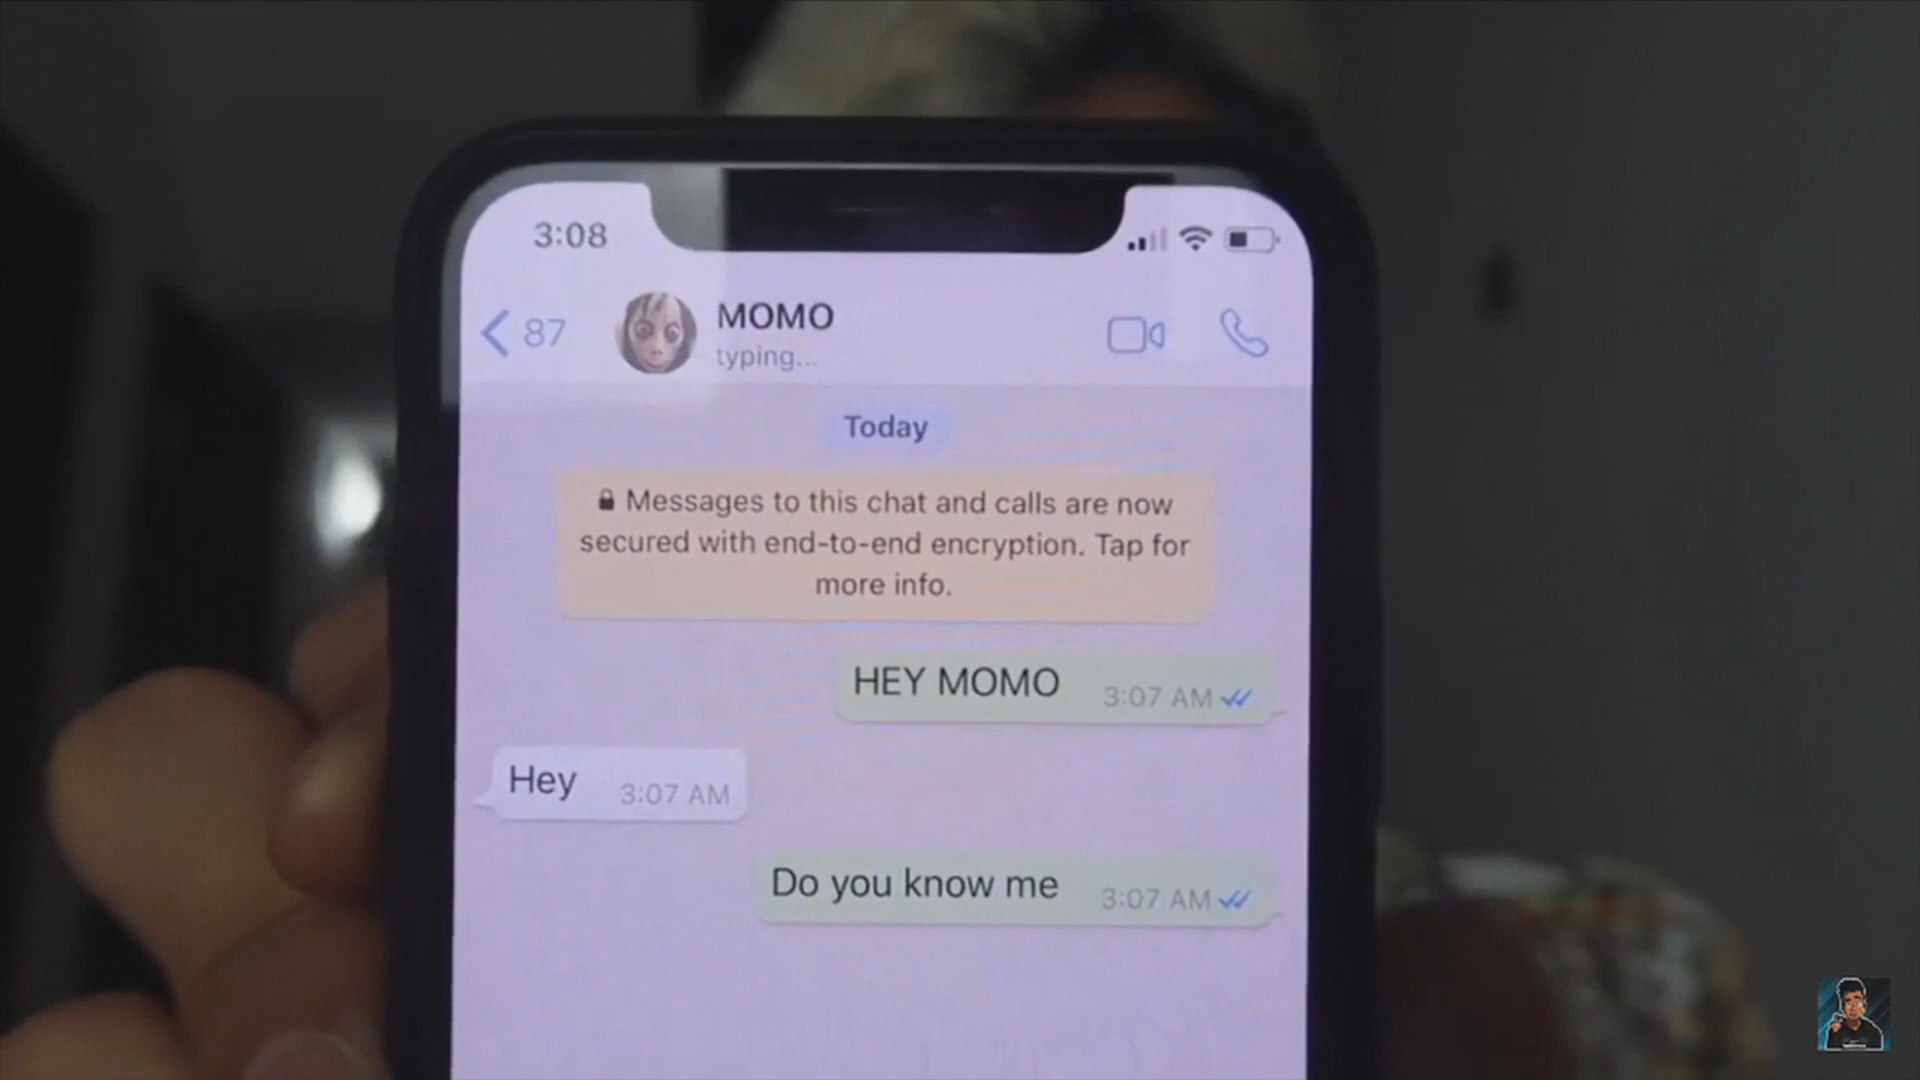 3:08
87
MOMO
typing...
Today
Messages to this chat and calls are now
secured with end-to-end encryption. Tap for
more info.
HEY MOMO 3:07 AM
Hey 3:07 AM
Do you know me 3:07 AM